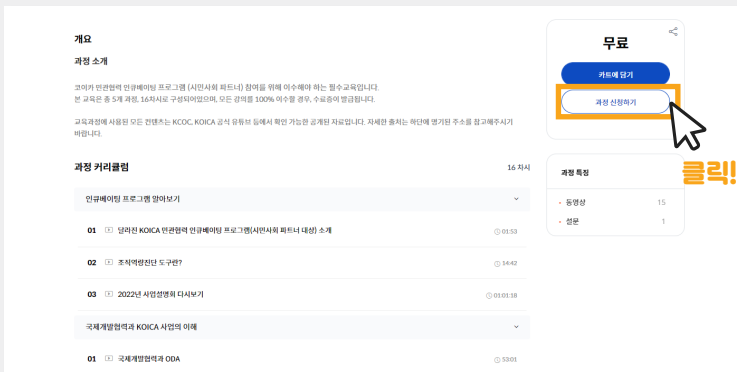 개요
과정 소개
코이카 민관협력 인큐베이팅 프로그램 (시민사회 파트너) 참여를 위해 이수해야 하는 필수교육입니다.
본 교육은 총 5개 과정, 16차시로 구성되어있으며, 모든 강의를 100% 이수할 경우, 수료증이 발급됩니다.
교육과정에 사용된 모든 컨텐츠는 KCOC, KOICA 공식 유튜브 등에서 확인 가능한 공개된 자료입니다. 자세한 출처는 하단에 명기된 주소를 참고해주시기
바랍니다.
과정 커리큘럼
16 차시
인큐베이팅 프로그램 알아보기
01 달라진 KOICA 민관협력 인큐베이팅 프로그램(시민사회 파트너 대상) 소개 01:53
02 조직역량진단 도구란? 14:42
03 2022년 사업설명회 다시보기 01:01:18
국제개발협력과 KOICA 사업의 이해
01 국제개발협력과 ODA 53:01
무료
카트에 담기
과정 신청하기
클릭!
과정 특징
동영상 15
설문 1